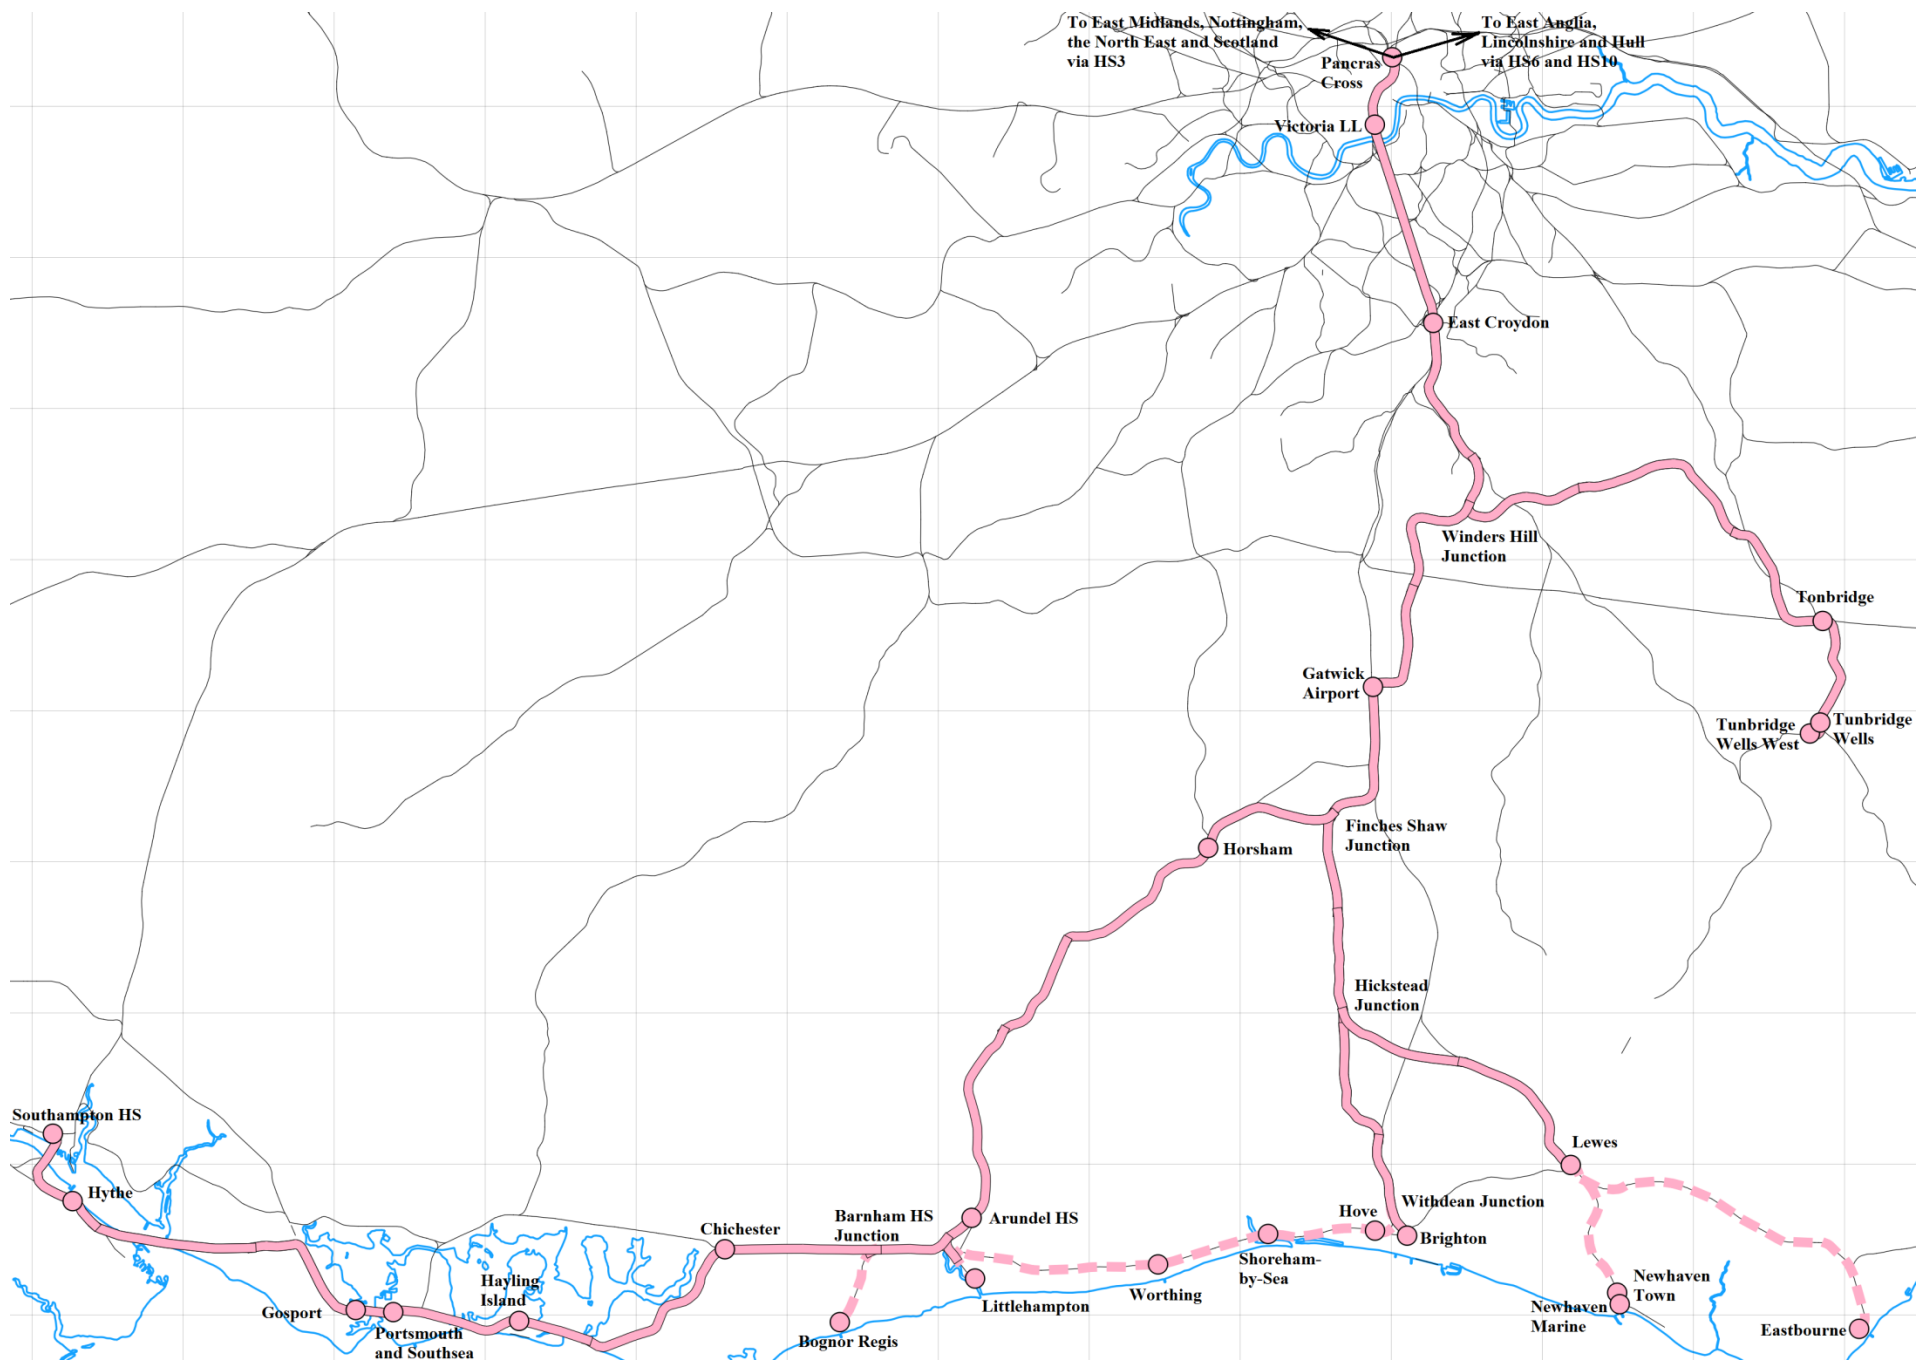 To East Midlands, Nottingham,
the North East and Scotland
via HS3
To East Anglia,
Lincolnshire and Hull
via HS6 and HS10
Pancras
Cross
Victoria LL
East Croydon
Winders Hill
Junction
Tonbridge
Gatwick
Airport
Tunbridge
Wells West
Tunbridge
Wells
Finches Shaw
Junction
Horsham
Hickstead
Junction
Southampton HS
Lewes
Hythe
Withdean Junction
Hove
Brighton
Barnham HS
Junction
Arundel HS
Chichester
Shoreham-
by-Sea
Worthing
Hayling
Island
Littlehampton
Newhaven
Town
Newhaven
Marine
Gosport
Portsmouth
and Southsea
Bognor Regis
Eastbourne